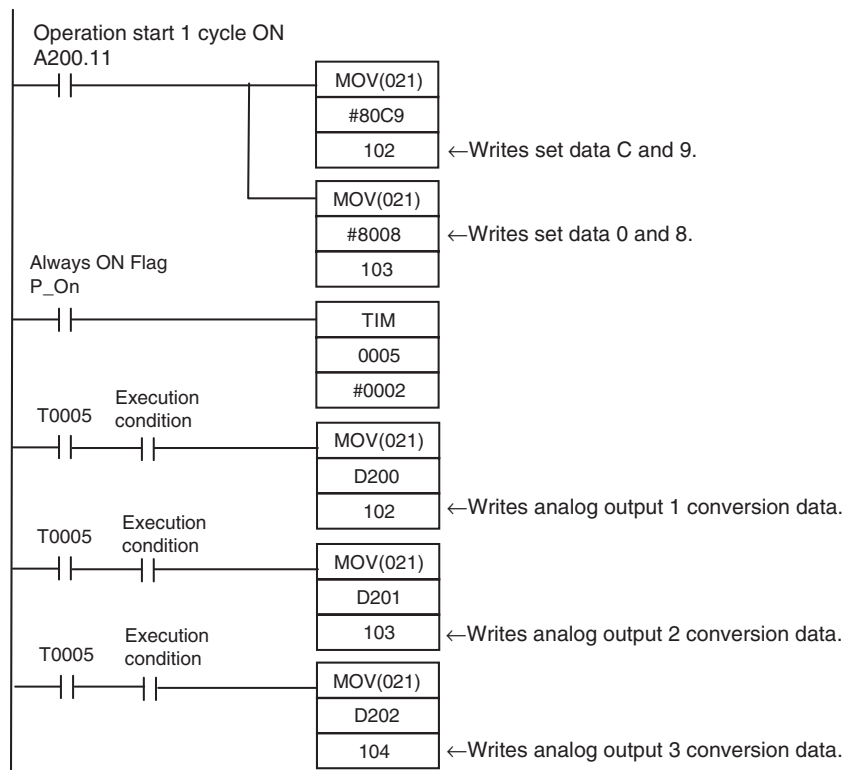 Operation start 1 cycle ON
A200.11
MOV(021)
#80C9
102
←Writes set data C and 9.
MOV(021)
#8008
←Writes set data 0 and 8.
103
Always ON Flag
P_On
TIM
0005
#0002
T0005
Execution
condition
MOV(021)
D200
102
←Writes analog output 1 conversion data.
T0005
Execution
condition
MOV(021)
D201
103
←Writes analog output 2 conversion data.
T0005
Execution
condition
MOV(021)
D202
104
←Writes analog output 3 conversion data.